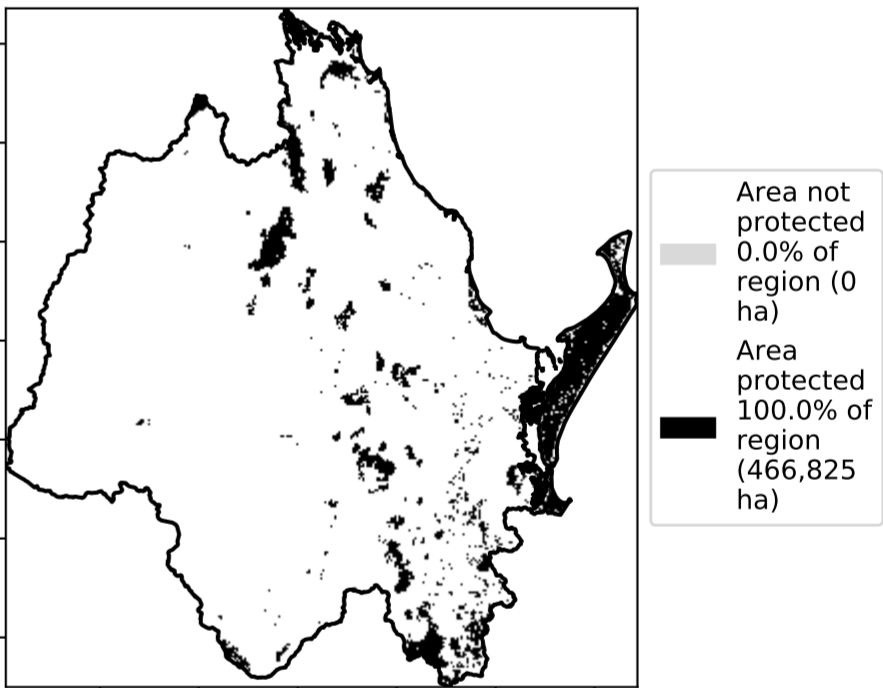 Area not
protected
0.0% of
region (0
ha)
Area
protected
100.0% of
region
(466,825
ha)